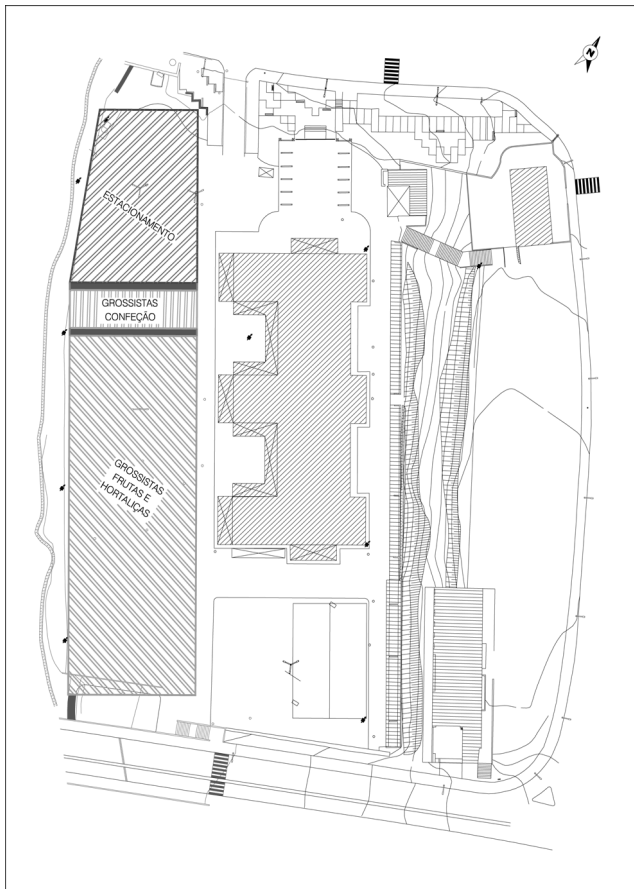 N
ESTACIONAMENTO
GROSSISTAS
CONFEÇÃO
GROSSISTAS
FRUTAS E
HORTALIÇAS